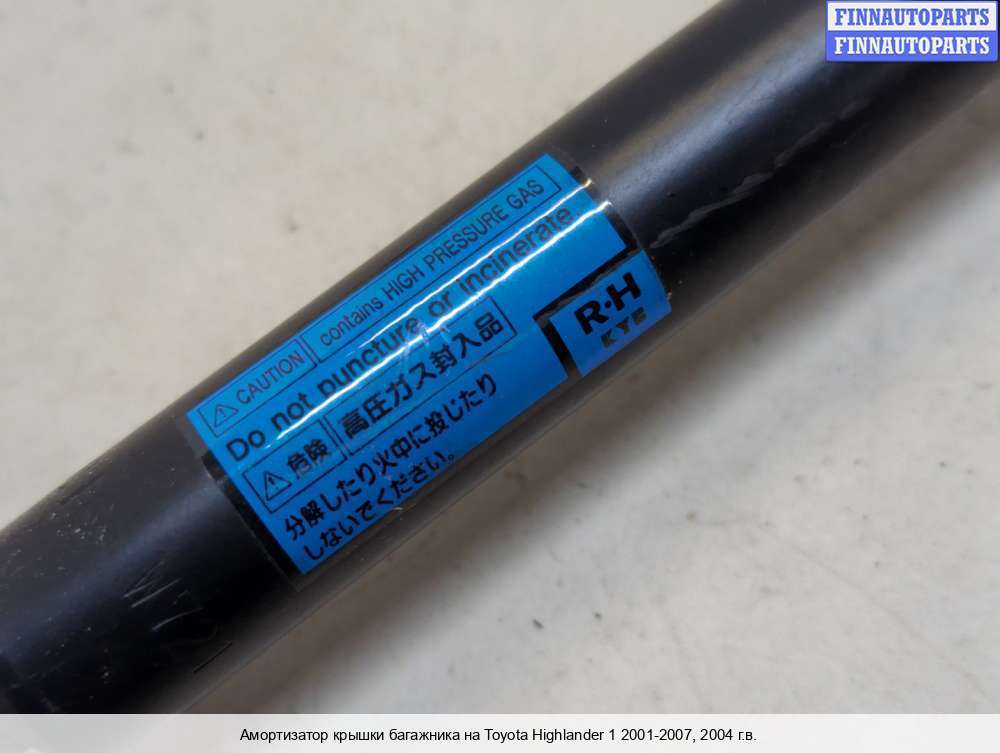 FINNAUTOPARTS
FINNAUTOPARTS
⚠ CAUTION contains HIGH PRESSURE GAS
Do not puncture or incinerate.
⚠ 危険 高圧ガス封入品
分解したり火中に投じたり
しないでください。
R·H
KYB
Амортизатор крышки багажника на Toyota Highlander 1 2001-2007, 2004 г.в.